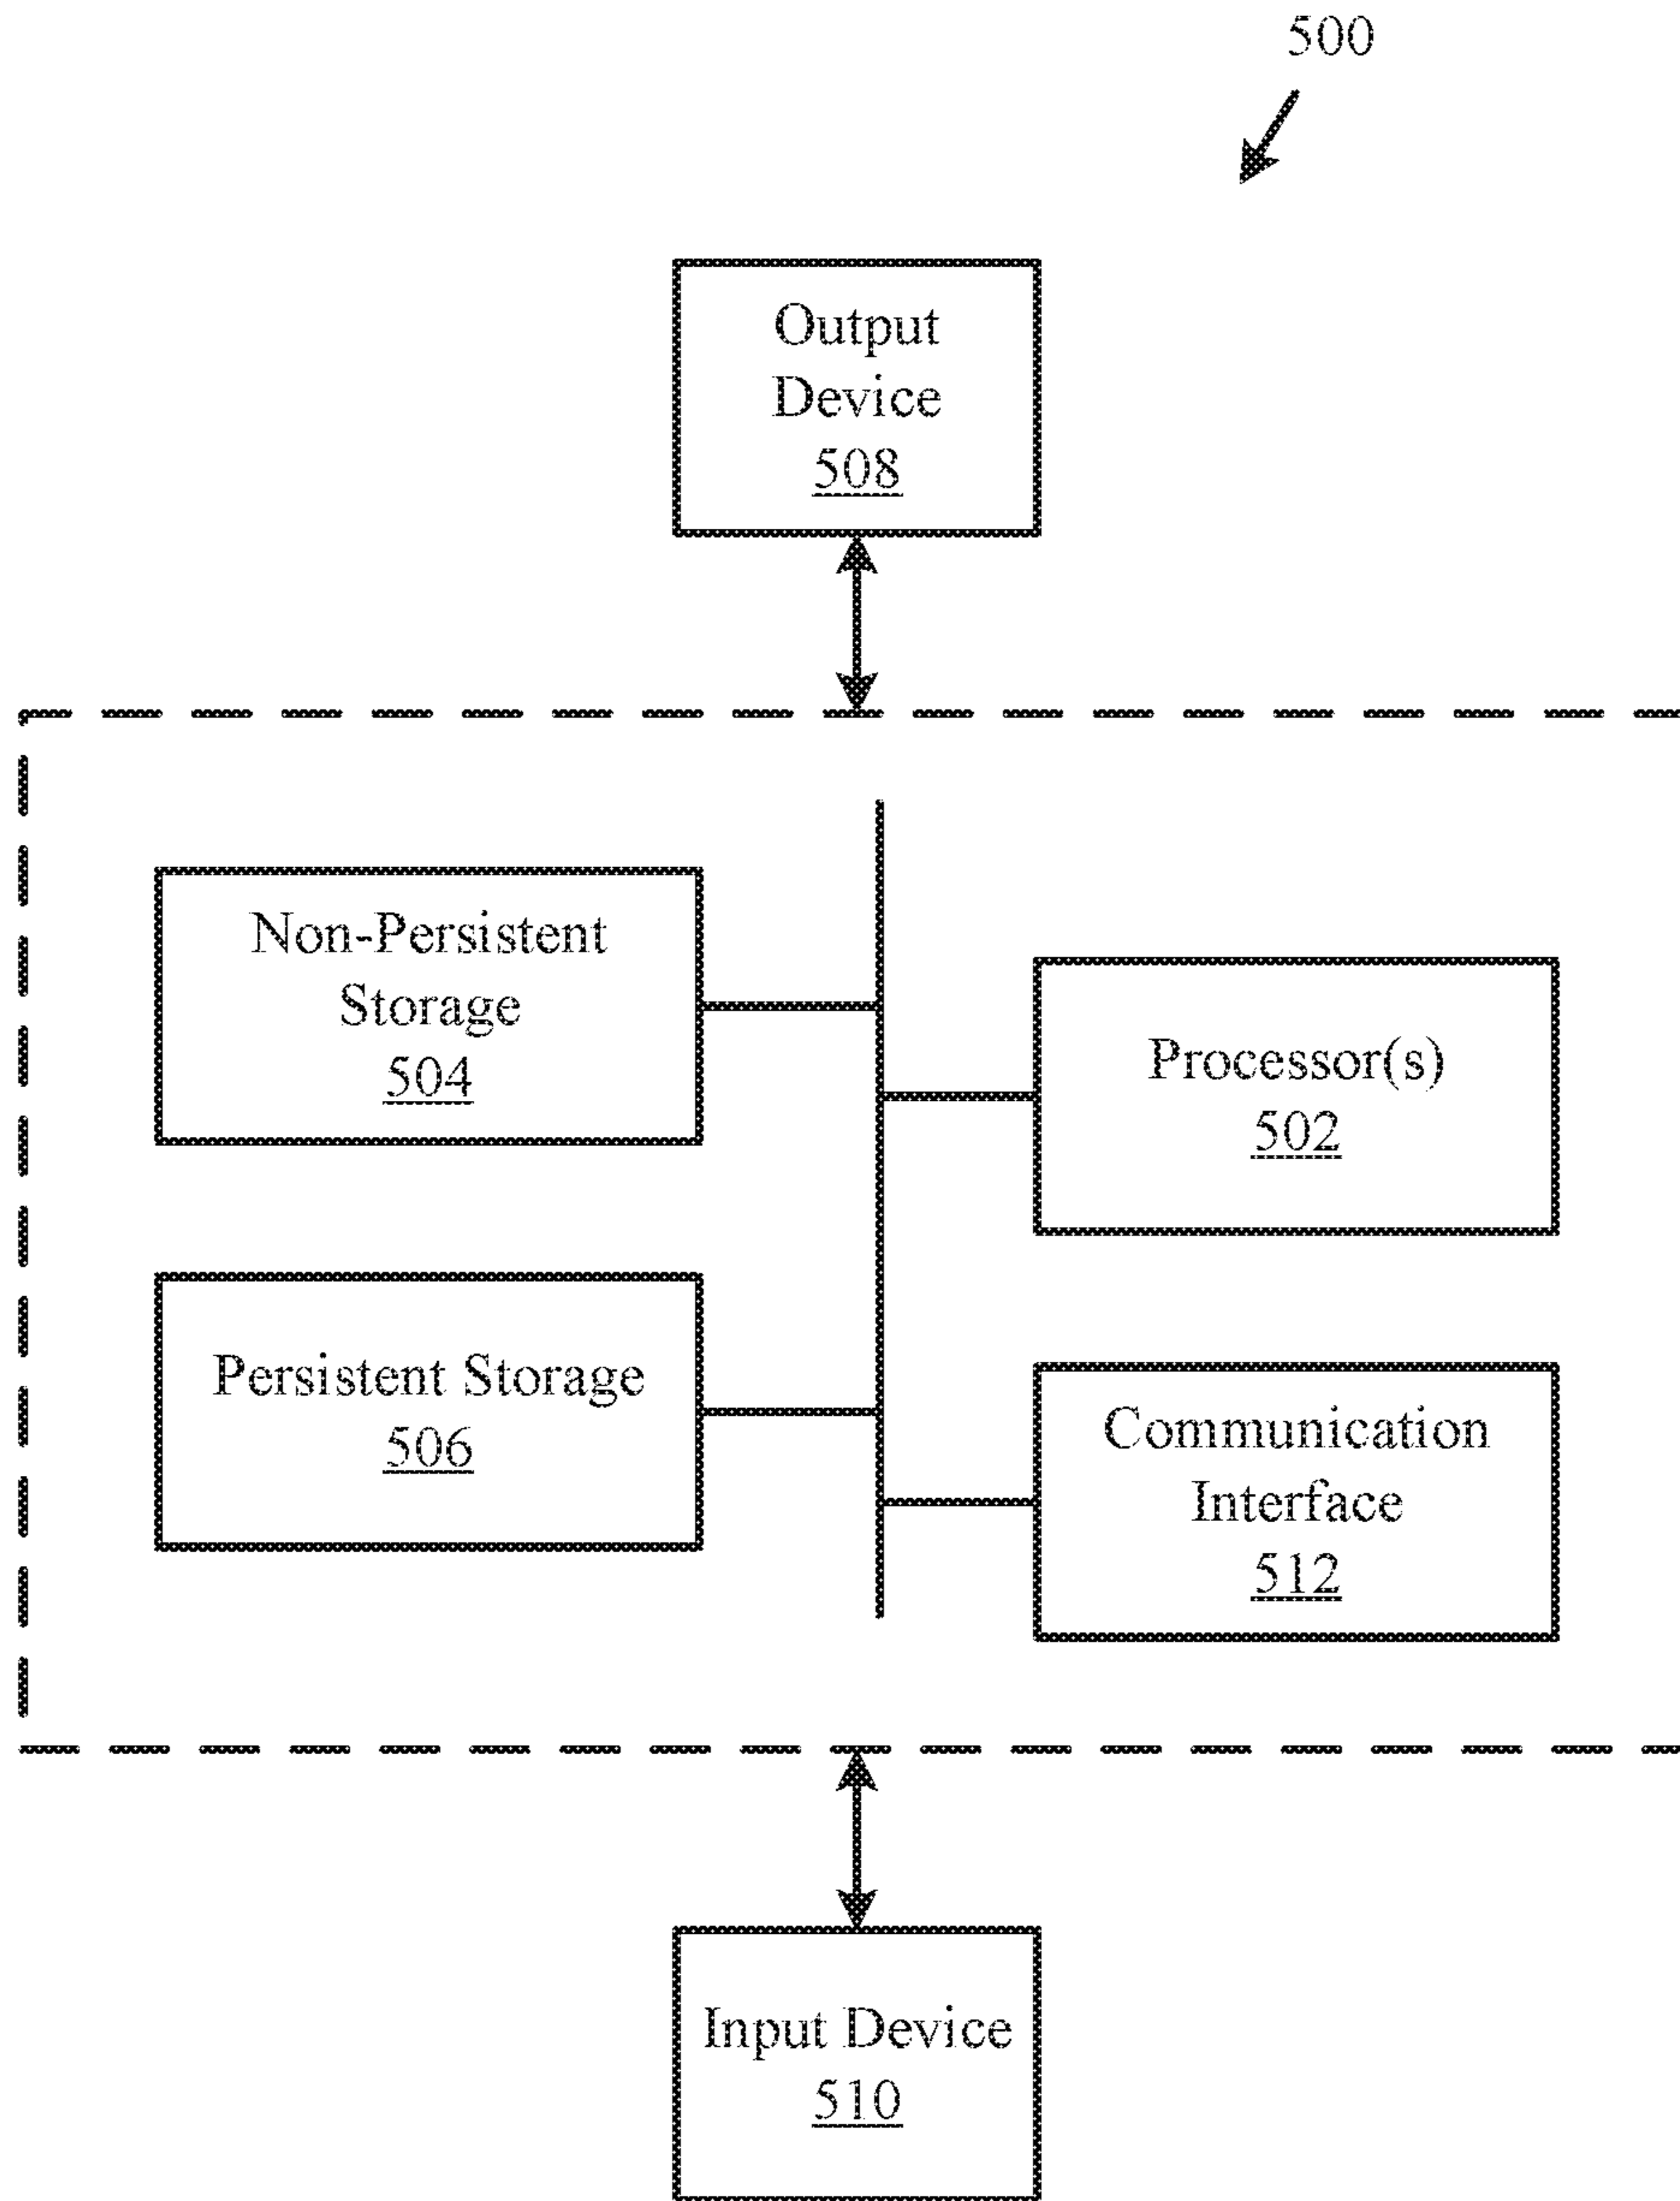 500
Output
Device
508
Non-Persistent
Storage
504
Processor(s)
502
Persistent Storage
506
Communication
Interface
512
Input Device
510